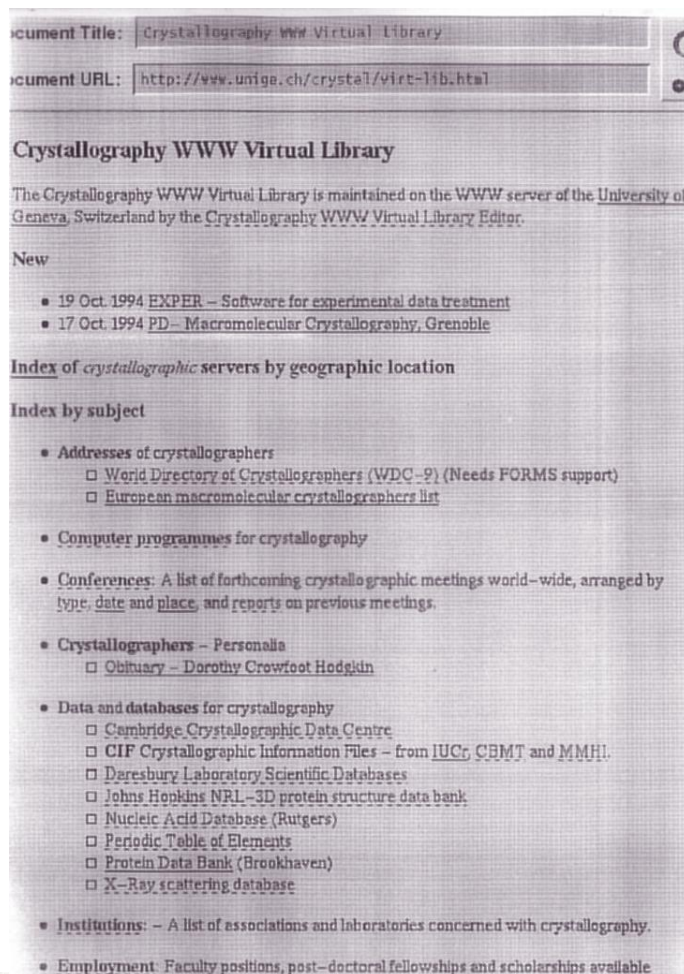 cument Title: Crystallography WWW Virtual Library
cument URL: http://www.unige.ch/crystal/virt-lib.html
Crystallography WWW Virtual Library
The Crystallography WWW Virtual Library is maintained on the WWW server of the University of
Geneva, Switzerland by the Crystallography WWW Virtual Library Editor.
New
• 19 Oct. 1994 EXPER – Software for experimental data treatment
• 17 Oct. 1994 PD– Macromolecular Crystallography, Grenoble
Index of crystallographic servers by geographic location
Index by subject
• Addresses of crystallographers
□ World Directory of Crystallographers (WDC-9) (Needs FORMS support)
□ European macromolecular crystallographers list
• Computer programmes for crystallography
• Conferences: A list of forthcoming crystallographic meetings world-wide, arranged by
type, date and place, and reports on previous meetings.
• Crystallographers – Personalia
□ Obituary – Dorothy Crowfoot Hodgkin
• Data and databases for crystallography
□ Cambridge Crystallographic Data Centre
□ CIF Crystallographic Information Files – from IUCr, CBMT and MMHI.
□ Daresbury Laboratory Scientific Databases
□ Johns Hopkins NRL-3D protein structure data bank
□ Nucleic Acid Database (Rutgers)
□ Periodic Table of Elements
□ Protein Data Bank (Brookhaven)
□ X-Ray scattering database
• Institutions: – A list of associations and laboratories concerned with crystallography.
• Employment: Faculty positions, post-doctoral fellowships and scholarships available